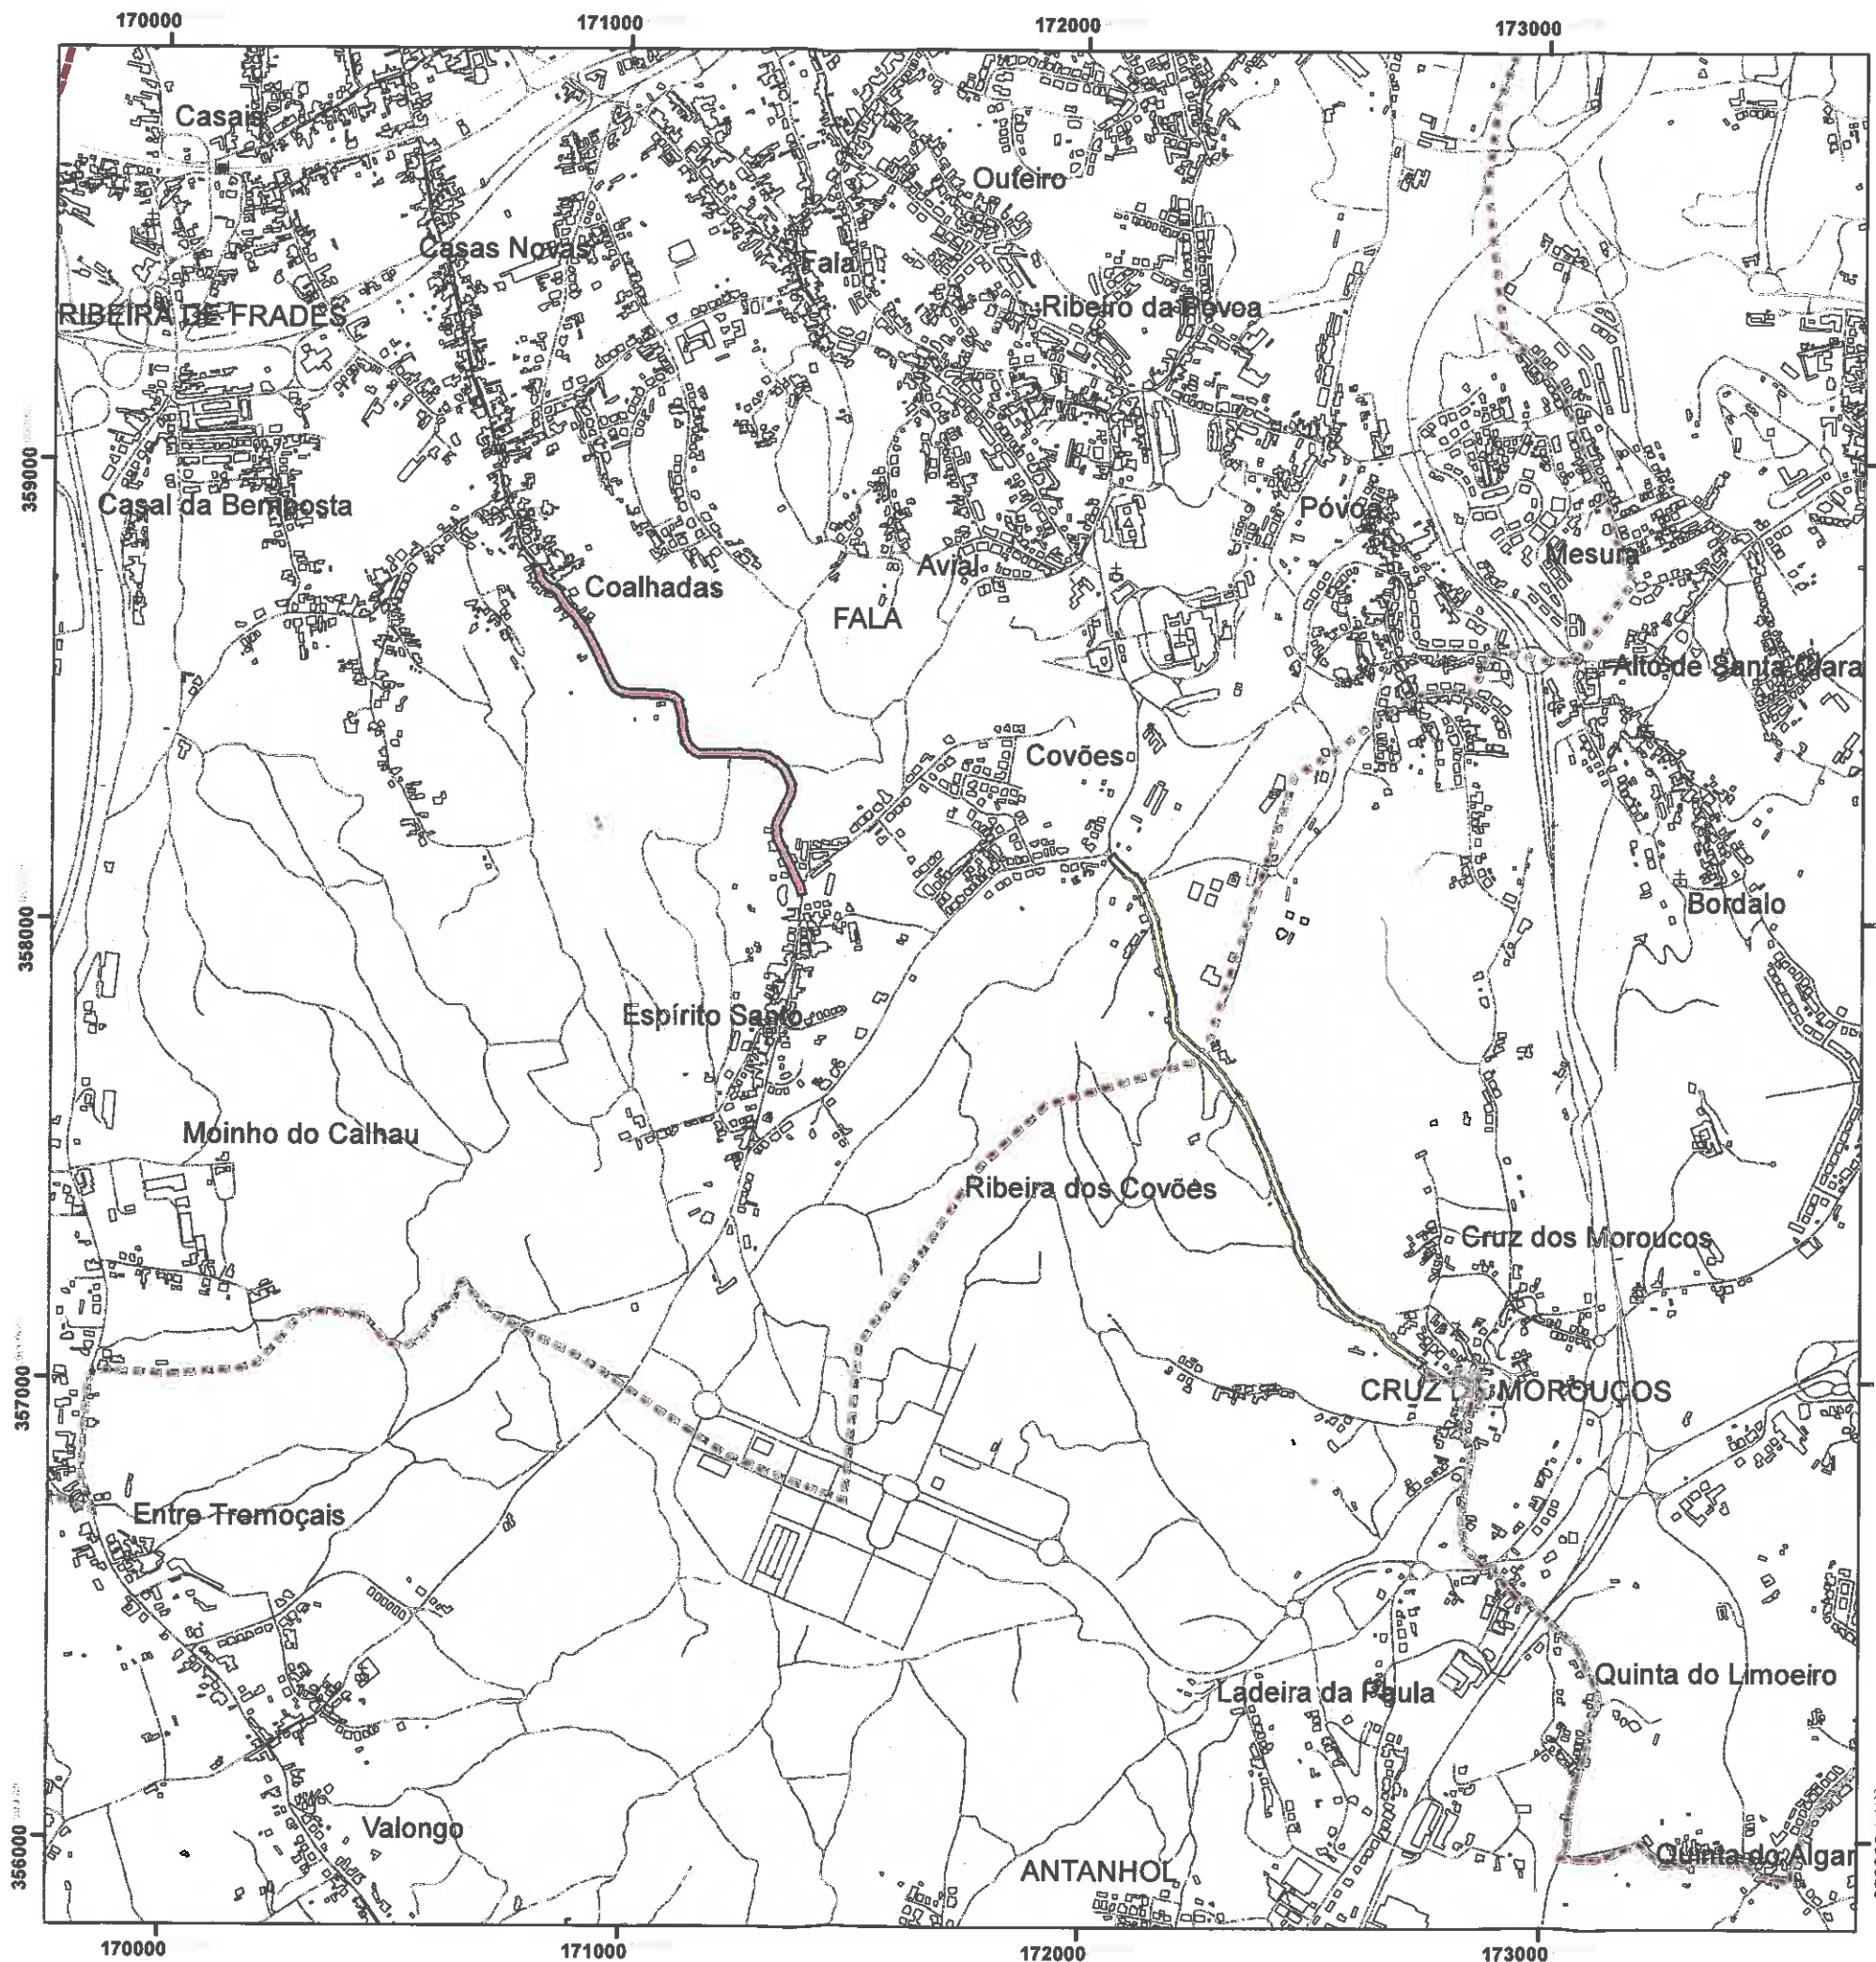 170000
171000
172000
173000
Casais
Outeiro
Casas Novas
Fala
Ribeiro da Póvoa
RIBEIRA DE FRADES
359000
Casal da Bemposta
Póvoa
Mesura
Avial
Coalhadas
FALA
Alto de Santa Clara
Covões
Bordalo
358000
Espírito Santo
Moinho do Calhau
Ribeira dos Covões
Cruz dos Moroucos
357000
CRUZ MOROUÇOS
Entre Tremoçais
Quinta do Limoeiro
Ladeira da Paula
Valongo
356000
Quinta do Algar
ANTANHOL
170000
171000
172000
173000